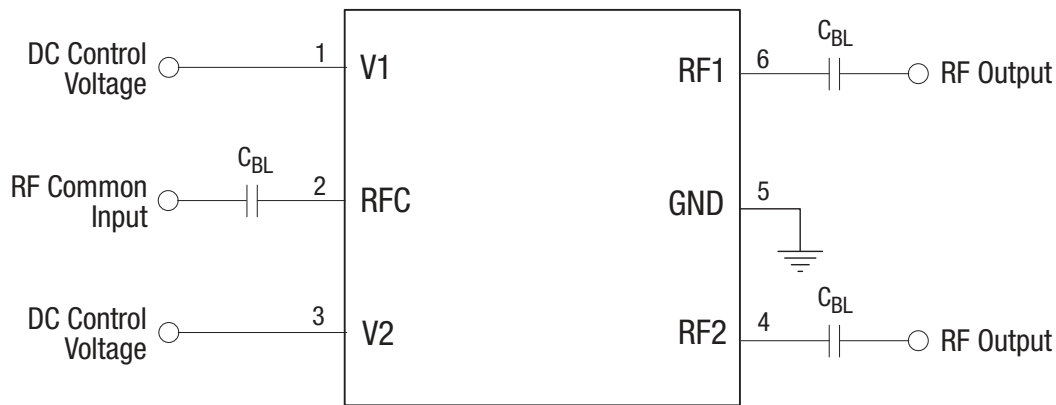 DC Control
Voltage
1
V1
RF1
6
C_BL
RF Output
RF Common
Input
C_BL
2
RFC
GND
5
DC Control
Voltage
3
V2
RF2
4
C_BL
RF Output